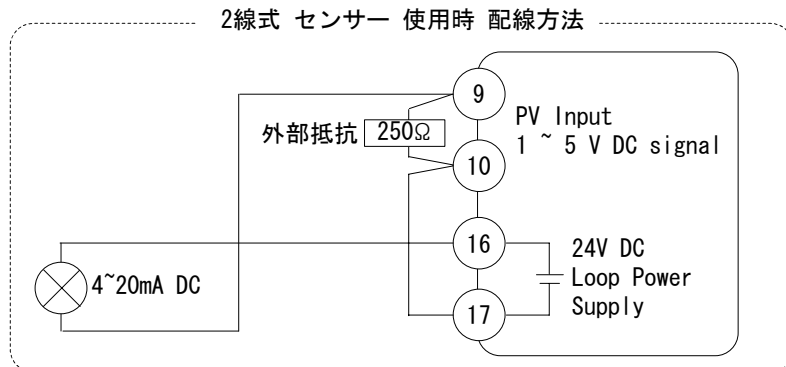 2線式 センサー 使用時 配線方法
9
PV Input
1 ~ 5 V DC signal
外部抵抗 250Ω
10
16
24V DC
Loop Power
Supply
4~20mA DC
17